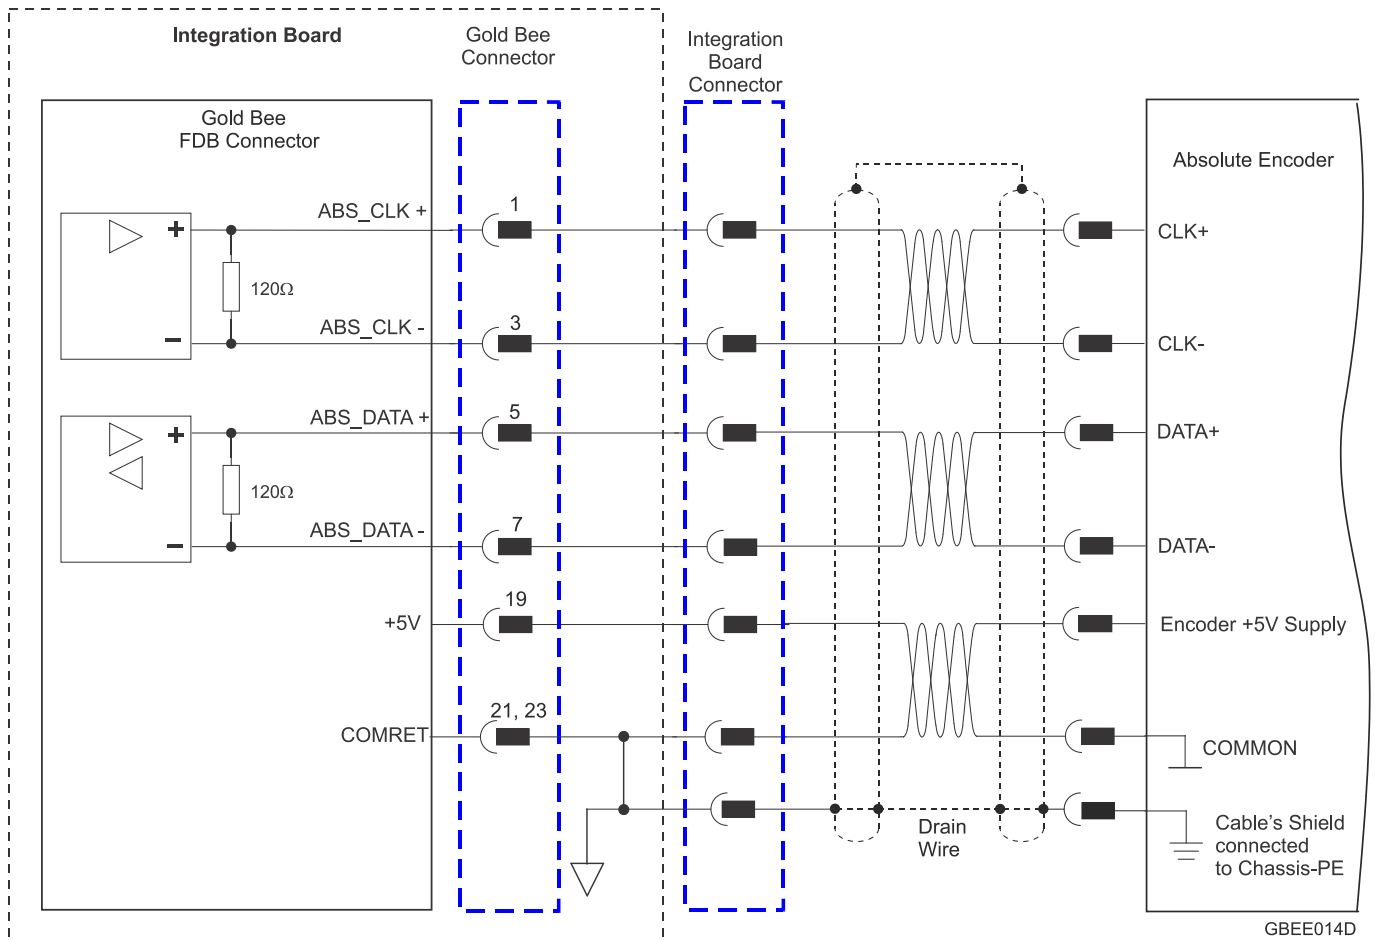 Integration Board
Gold Bee
Connector
Integration
Board
Connector
Gold Bee
FDB Connector
Absolute Encoder
ABS_CLK +
1
CLK+
+
120Ω
ABS_CLK -
3
CLK-
−
ABS_DATA +
5
DATA+
+
120Ω
ABS_DATA -
7
DATA-
−
+5V
19
Encoder +5V Supply
COMRET
21, 23
COMMON
Drain
Wire
Cable's Shield
connected
to Chassis-PE
GBEE014D